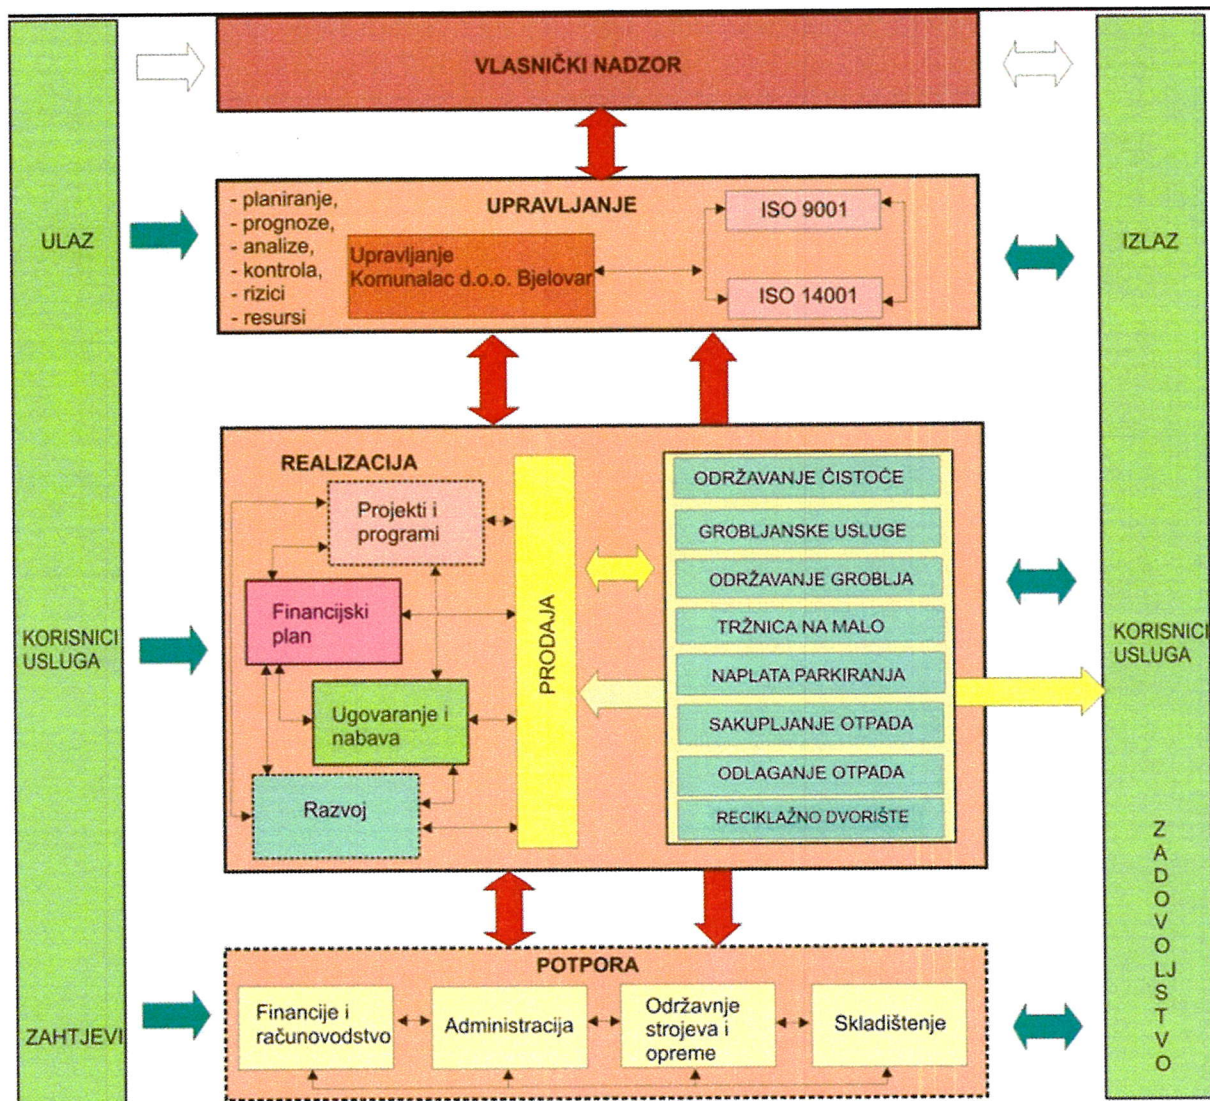 VLASNIČKI NADZOR
ULAZ
- planiranje,
- prognoze,
- analize,
- kontrola,
- rizici
- resursi
UPRAVLJANJE
Upravljanje
Komunalac d.o.o. Bjelovar
ISO 9001
ISO 14001
IZLAZ
KORISNICI
USLUGA
REALIZACIJA
Projekti i
programi
Financijski
plan
Ugovaranje i
nabava
Razvoj
PRODAJA
ODRŽAVANJE ČISTOĆE
GROBLJANSKE USLUGE
ODRŽAVANJE GROBLJA
TRŽNICA NA MALO
NAPLATA PARKIRANJA
SAKUPLJANJE OTPADA
ODLAGANJE OTPADA
RECIKLAŽNO DVORIŠTE
KORISNICI
USLUGA
ZAHTJEVI
POTPORA
Financije i
računovodstvo
Administracija
Održavnje
strojeva i
opreme
Skladištenje
ZADOVOLJSTVO